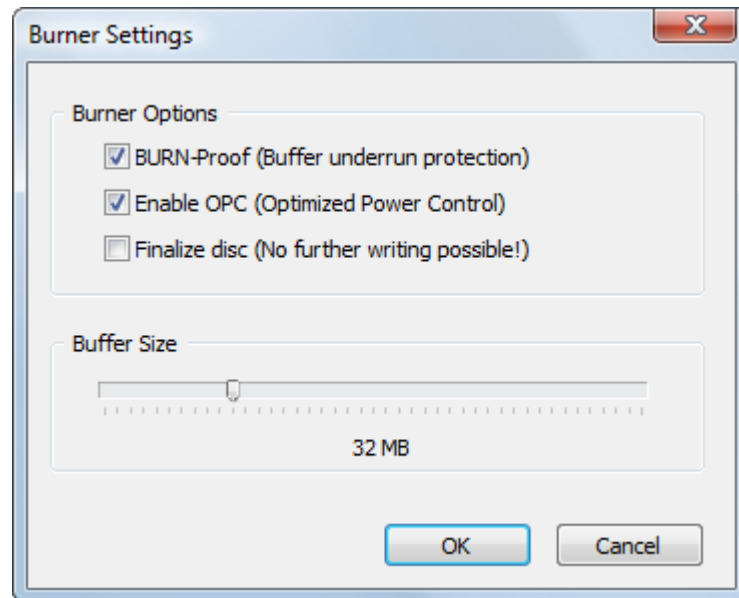 Burner Settings
Burner Options
BURN-Proof (Buffer underrun protection)
Enable OPC (Optimized Power Control)
Finalize disc (No further writing possible!)
Buffer Size
32 MB
OK
Cancel